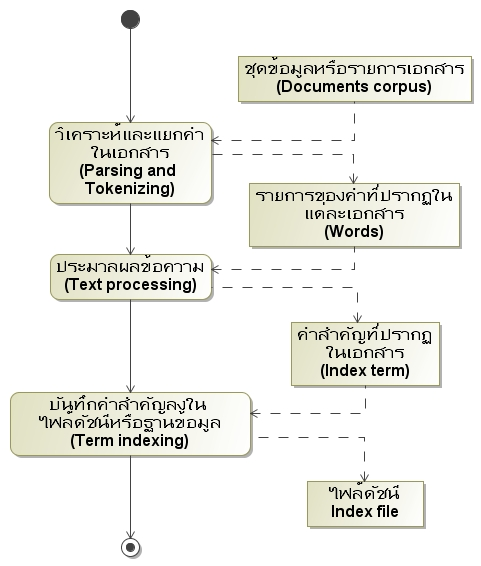 ชุดข้อมูลหรือรายการเอกสาร
(Documents corpus)
วิเคราะห์และแยกคำ
ในเอกสาร
(Parsing and
Tokenizing)
รายการของคำที่ปรากฏใน
แต่ละเอกสาร
(Words)
ประมาลผลข้อความ
(Text processing)
คำสำคัญที่ปรากฏ
ในเอกสาร
(Index term)
บันทึกคำสำคัญลงใน
ไฟล์ดัชนีหรือฐานข้อมูล
(Term indexing)
ไฟล์ดัชนี
Index file